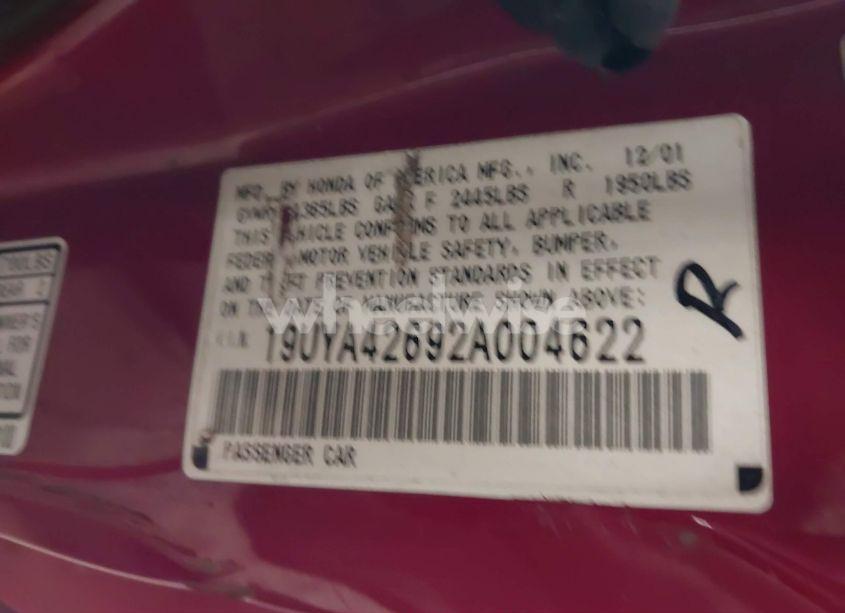 MFG. BY HONDA OF AMERICA MFG., INC. 12/01
GVWR 4365LBS GAWR F 2445LBS R 1950LBS
THIS VEHICLE CONFORMS TO ALL APPLICABLE
FEDERAL MOTOR VEHICLE SAFETY, BUMPER,
AND THEFT PREVENTION STANDARDS IN EFFECT
ON THE DATE OF MANUFACTURE SHOWN ABOVE:
V.I.N. 19UYA42692A004622
PASSENGER CAR
R
wheelwise